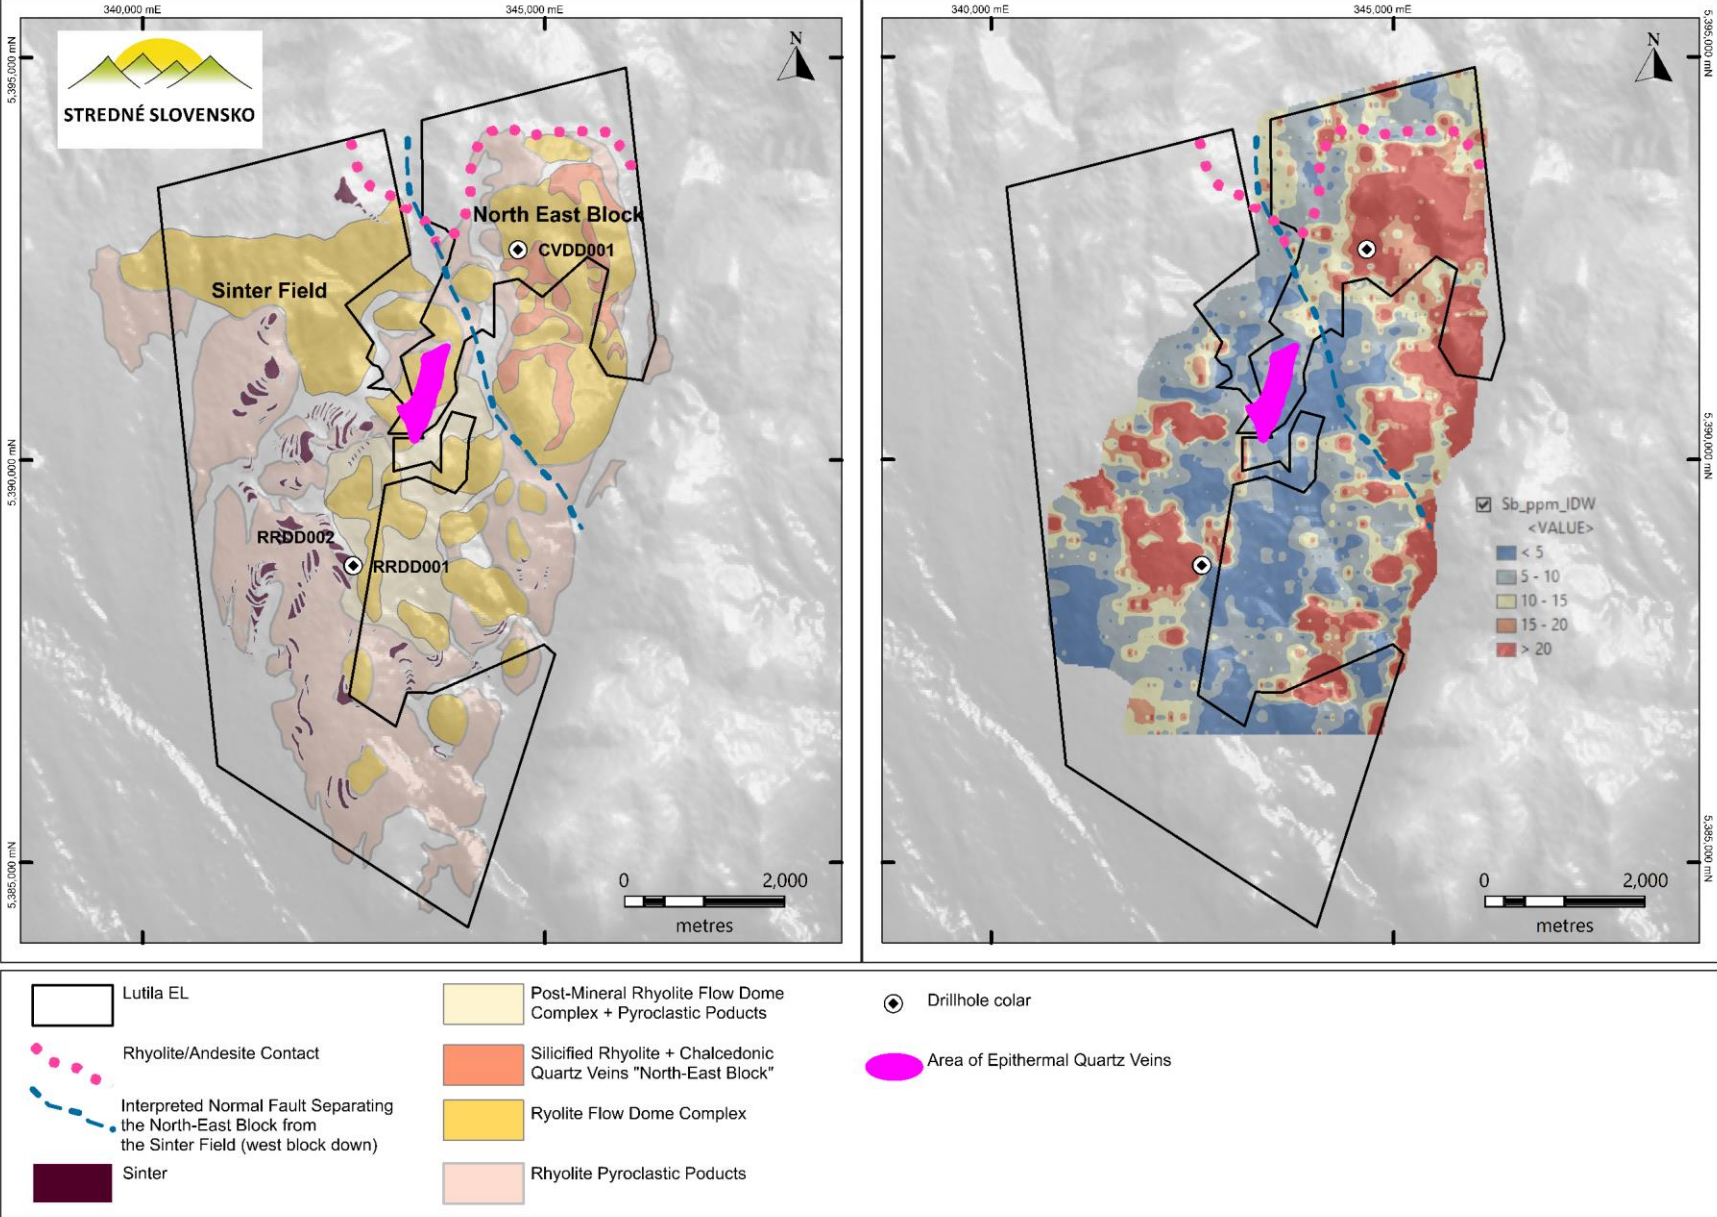 340,000 mE
345,000 mE
5,395,000 mN
5,390,000 mN
5,385,000 mN
STREDNÉ SLOVENSKO
N
North East Block
CVDD001
Sinter Field
RRDD002
RRDD001
0
2,000
metres
340,000 mE
345,000 mE
5,395,000 mN
5,390,000 mN
5,385,000 mN
N
Sb_ppm_IDW
<VALUE>
< 5
5 - 10
10 - 15
15 - 20
> 20
0
2,000
metres
Lutila EL
Rhyolite/Andesite Contact
Interpreted Normal Fault Separating
the North-East Block from
the Sinter Field (west block down)
Sinter
Post-Mineral Rhyolite Flow Dome
Complex + Pyroclastic Poducts
Silicified Rhyolite + Chalcedonic
Quartz Veins "North-East Block"
Ryolite Flow Dome Complex
Rhyolite Pyroclastic Poducts
Drillhole colar
Area of Epithermal Quartz Veins